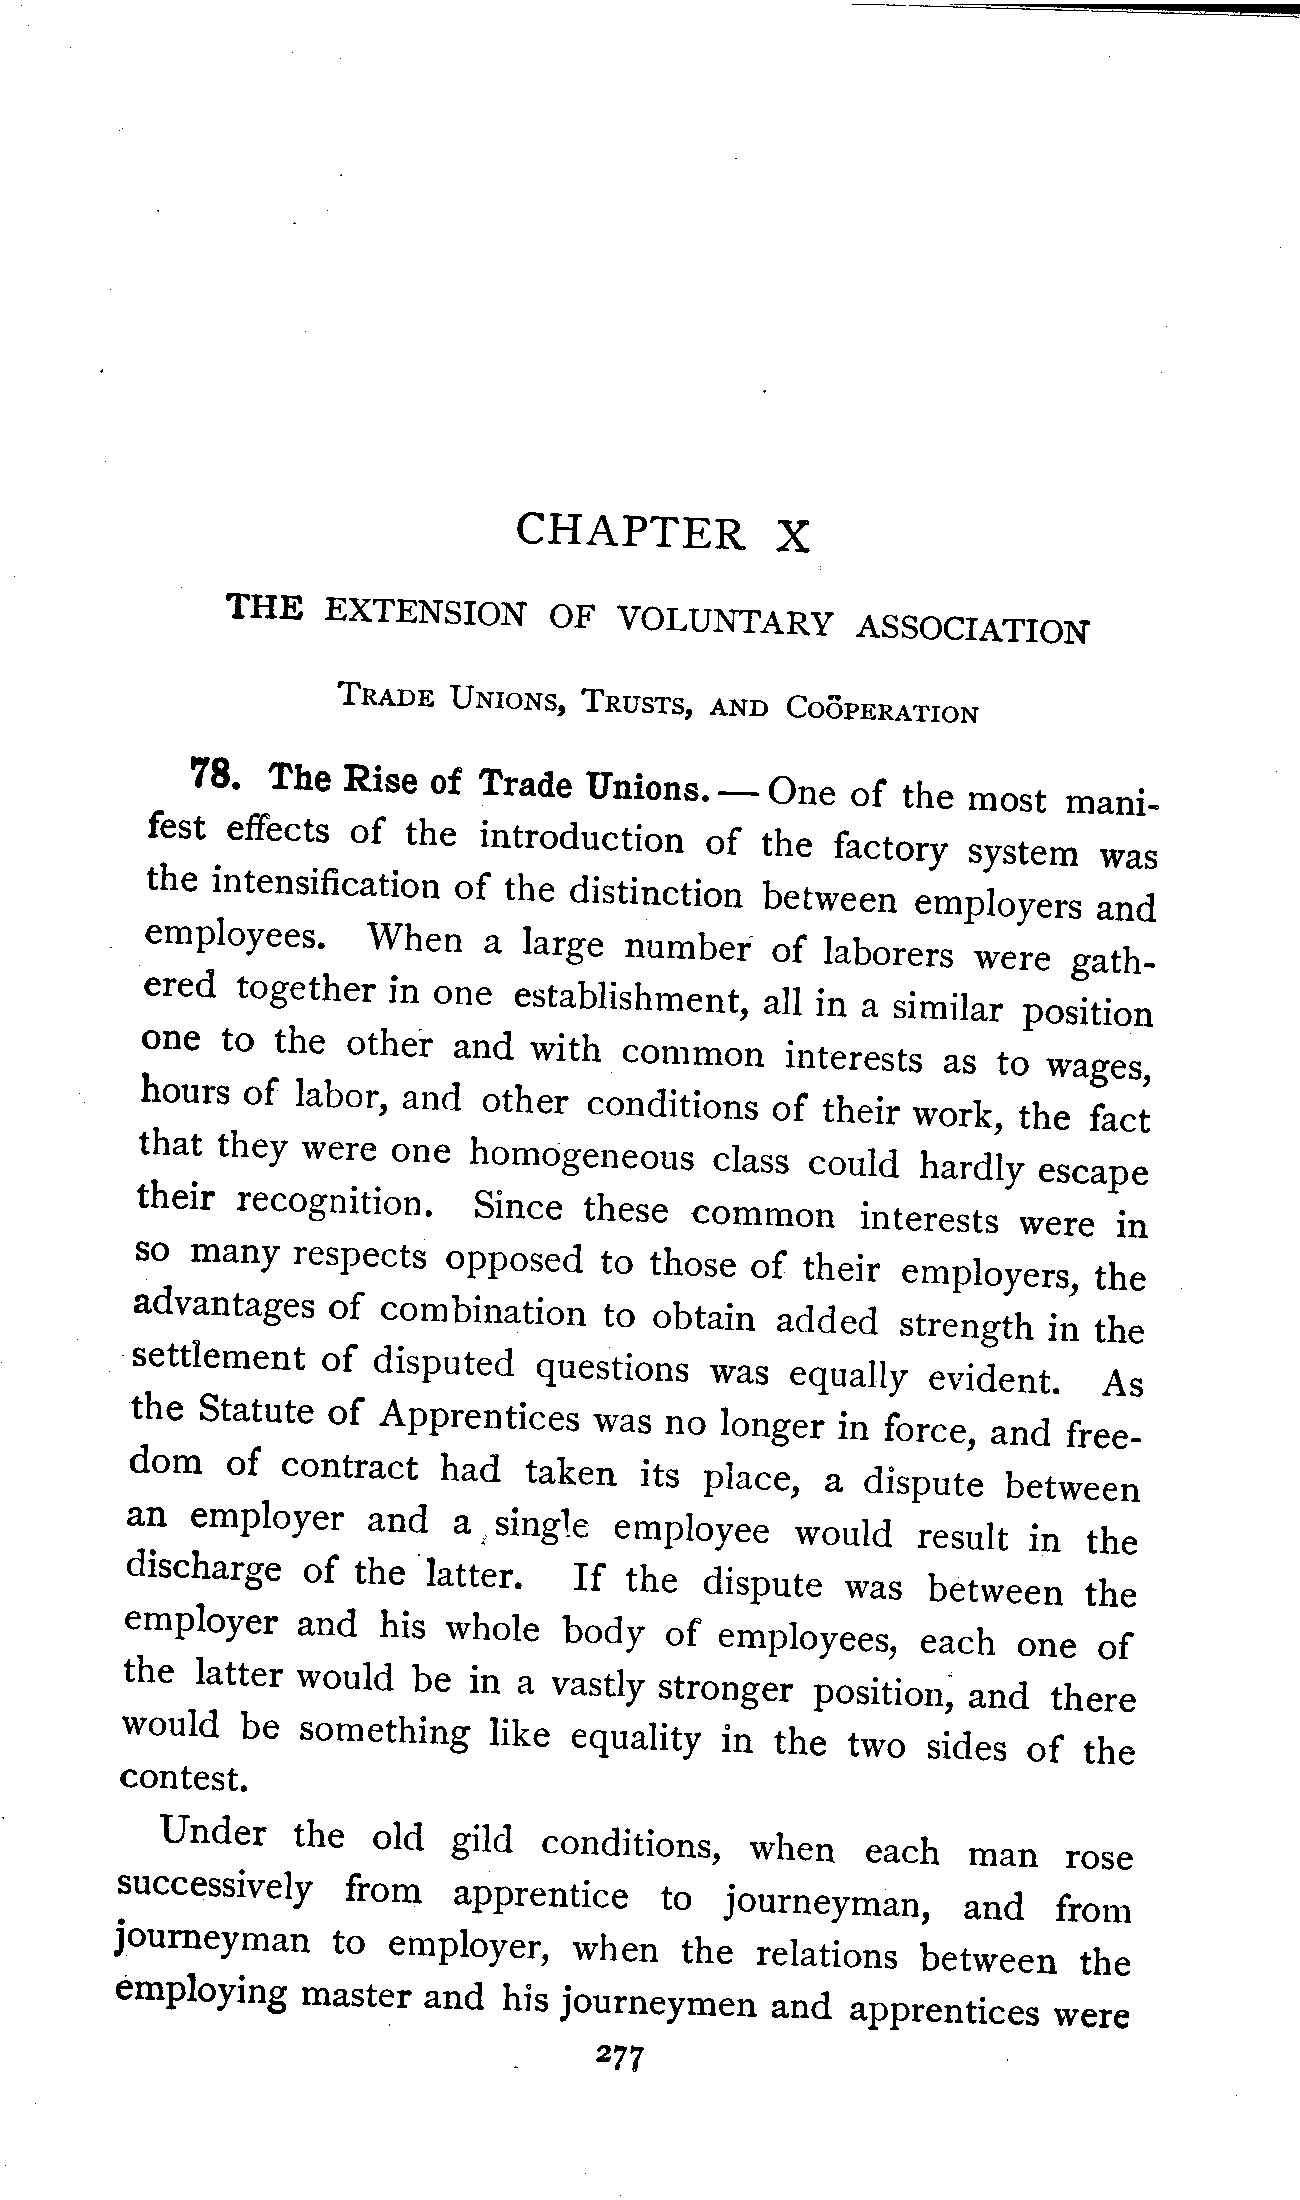 CHAPTER X
THE EXTENSION OF VOLUNTARY ASSOCIATION
TRADE UNIONS, TRUSTS, AND COÖPERATION
78. The Rise of Trade Unions. — One of the most mani-
fest effects of the introduction of the factory system was
the intensification of the distinction between employers and
employees. When a large number of laborers were gath-
ered together in one establishment, all in a similar position
one to the other and with common interests as to wages,
hours of labor, and other conditions of their work, the fact
that they were one homogeneous class could hardly escape
their recognition. Since these common interests were in
so many respects opposed to those of their employers, the
advantages of combination to obtain added strength in the
settlement of disputed questions was equally evident. As
the Statute of Apprentices was no longer in force, and free-
dom of contract had taken its place, a dispute between
an employer and a single employee would result in the
discharge of the latter. If the dispute was between the
employer and his whole body of employees, each one of
the latter would be in a vastly stronger position, and there
would be something like equality in the two sides of the
contest.
Under the old gild conditions, when each man rose
successively from apprentice to journeyman, and from
journeyman to employer, when the relations between the
employing master and his journeymen and apprentices were
277